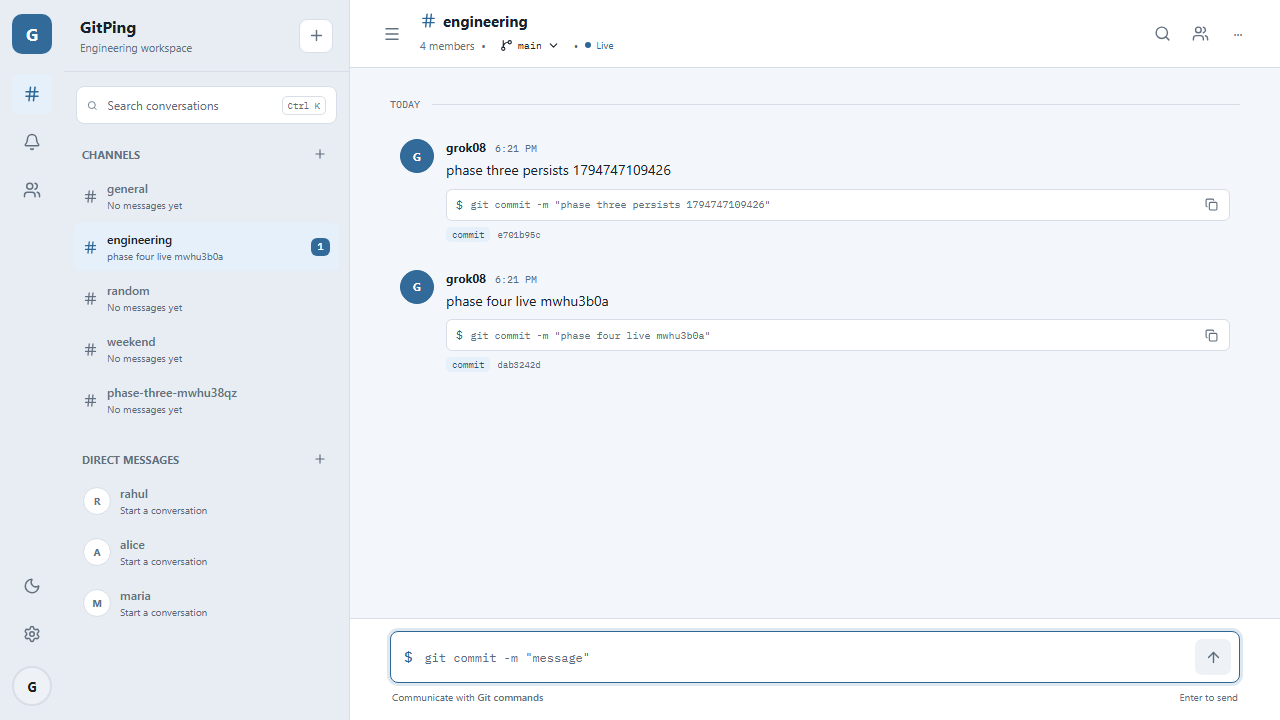 G
GitPing
Engineering workspace
Search conversations
Ctrl K
CHANNELS
general
No messages yet
engineering
phase four live mwhu3b0a
1
random
No messages yet
weekend
No messages yet
phase-three-mwhu38qz
No messages yet
DIRECT MESSAGES
R
rahul
Start a conversation
A
alice
Start a conversation
M
maria
Start a conversation
G
# engineering
4 members • main • Live
TODAY
G
grok08 6:21 PM
phase three persists 1794747109426
$ git commit -m "phase three persists 1794747109426"
commit e701b95c
G
grok08 6:21 PM
phase four live mwhu3b0a
$ git commit -m "phase four live mwhu3b0a"
commit dab3242d
$ git commit -m "message"
Communicate with Git commands
Enter to send